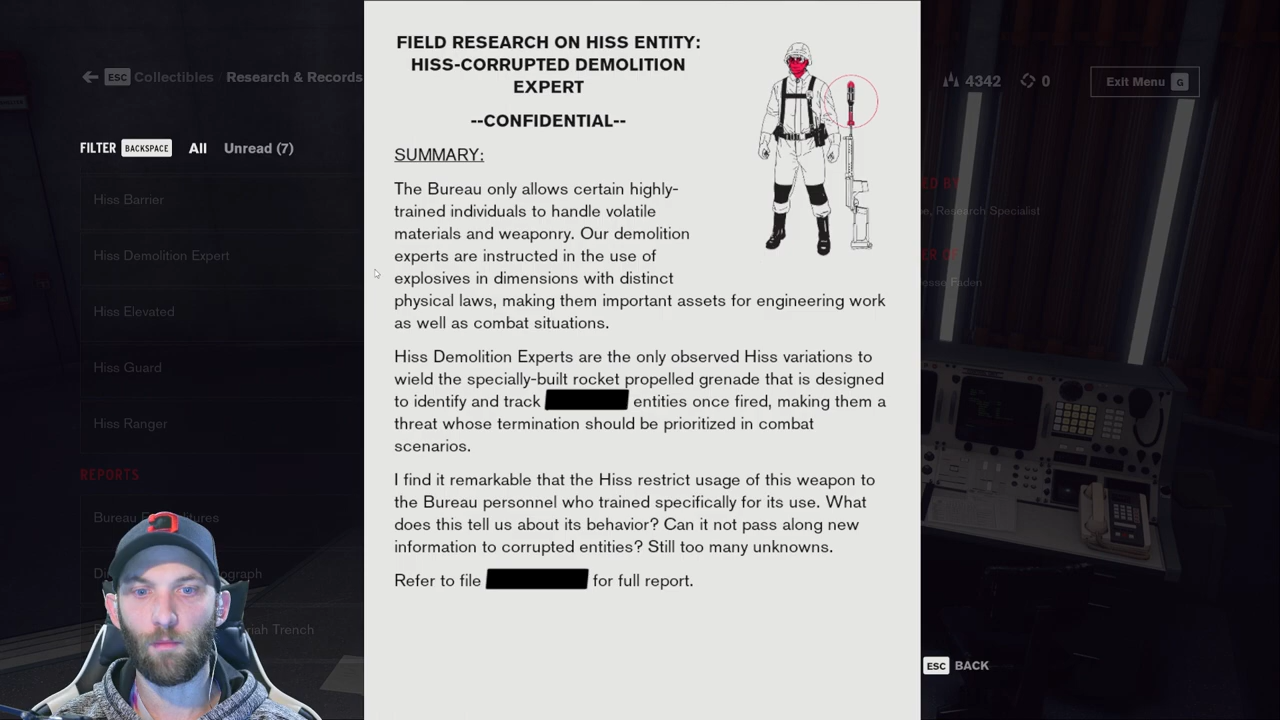 FIELD RESEARCH ON HISS ENTITY:
HISS-CORRUPTED DEMOLITION
EXPERT
--CONFIDENTIAL--
SUMMARY:
The Bureau only allows certain highly-
trained individuals to handle volatile
materials and weaponry. Our demolition
experts are instructed in the use of
explosives in dimensions with distinct
physical laws, making them important assets for engineering work
as well as combat situations.
Hiss Demolition Experts are the only observed Hiss variations to
wield the specially-built rocket propelled grenade that is designed
to identify and track entities once fired, making them a
threat whose termination should be prioritized in combat
scenarios.
I find it remarkable that the Hiss restrict usage of this weapon to
the Bureau personnel who trained specifically for its use. What
does this tell us about its behavior? Can it not pass along new
information to corrupted entities? Still too many unknowns.
Refer to file for full report.
ESC Collectibles / Research & Records
FILTER BACKSPACE All Unread (7)
Hiss Barrier
Hiss Demolition Expert
Hiss Elevated
Hiss Guard
Hiss Ranger
REPORTS
Bureau
4342 0
Exit Menu G
Research Specialist
Faden
ESC BACK